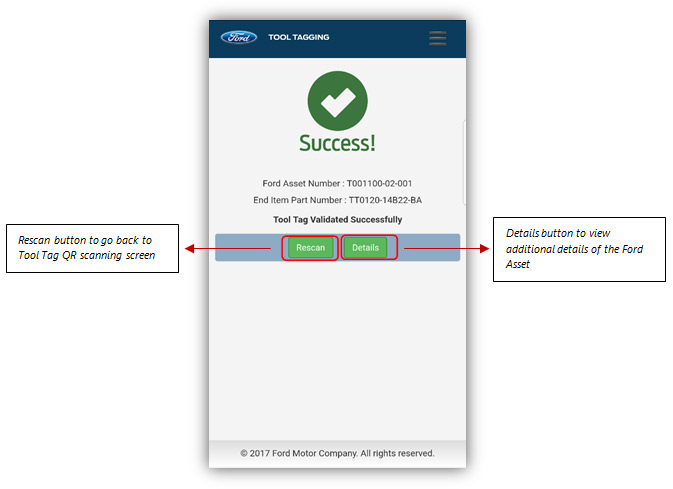 Ford
TOOL TAGGING
Success!
Ford Asset Number : T001100-02-001
End Item Part Number : TT0120-14B22-BA
Tool Tag Validated Successfully
Rescan button to go back to
Tool Tag QR scanning screen
Rescan
Details
Details button to view
additional details of the Ford
Asset
© 2017 Ford Motor Company. All rights reserved.